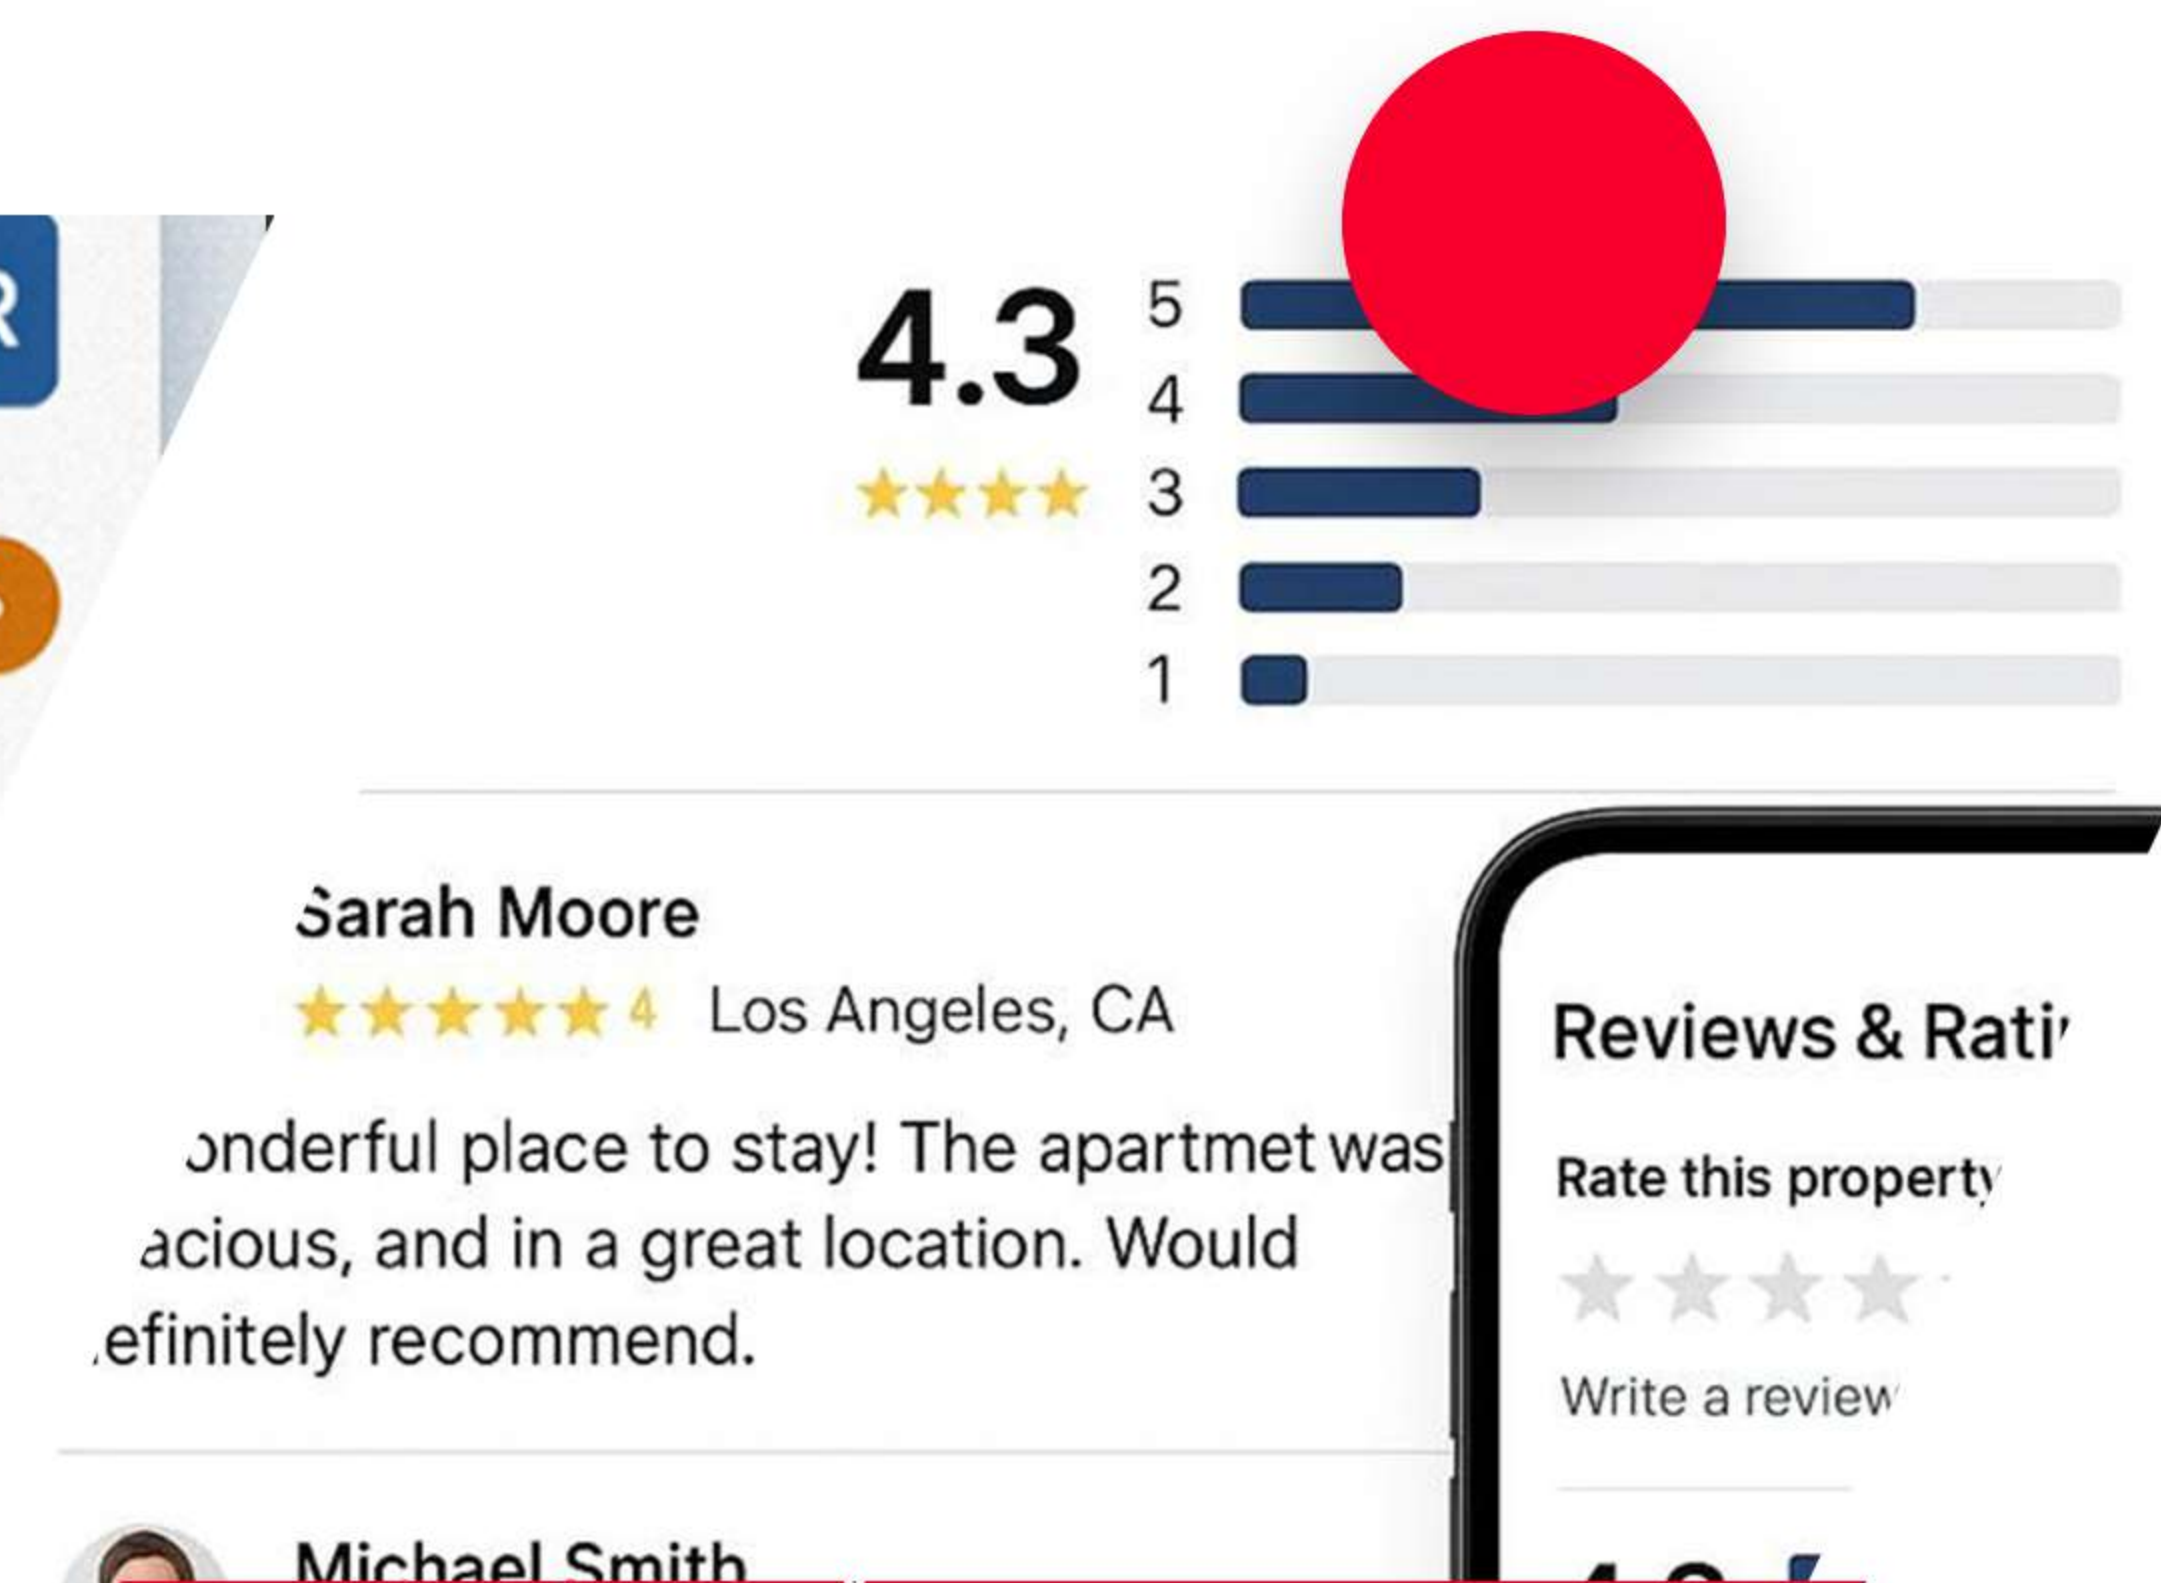 R
4.3
5
4
3
2
1
Sarah Moore
4 Los Angeles, CA
onderful place to stay! The apartmet was
acious, and in a great location. Would
efinitely recommend.
Michael Smith
Reviews & Rati
Rate this property
Write a review